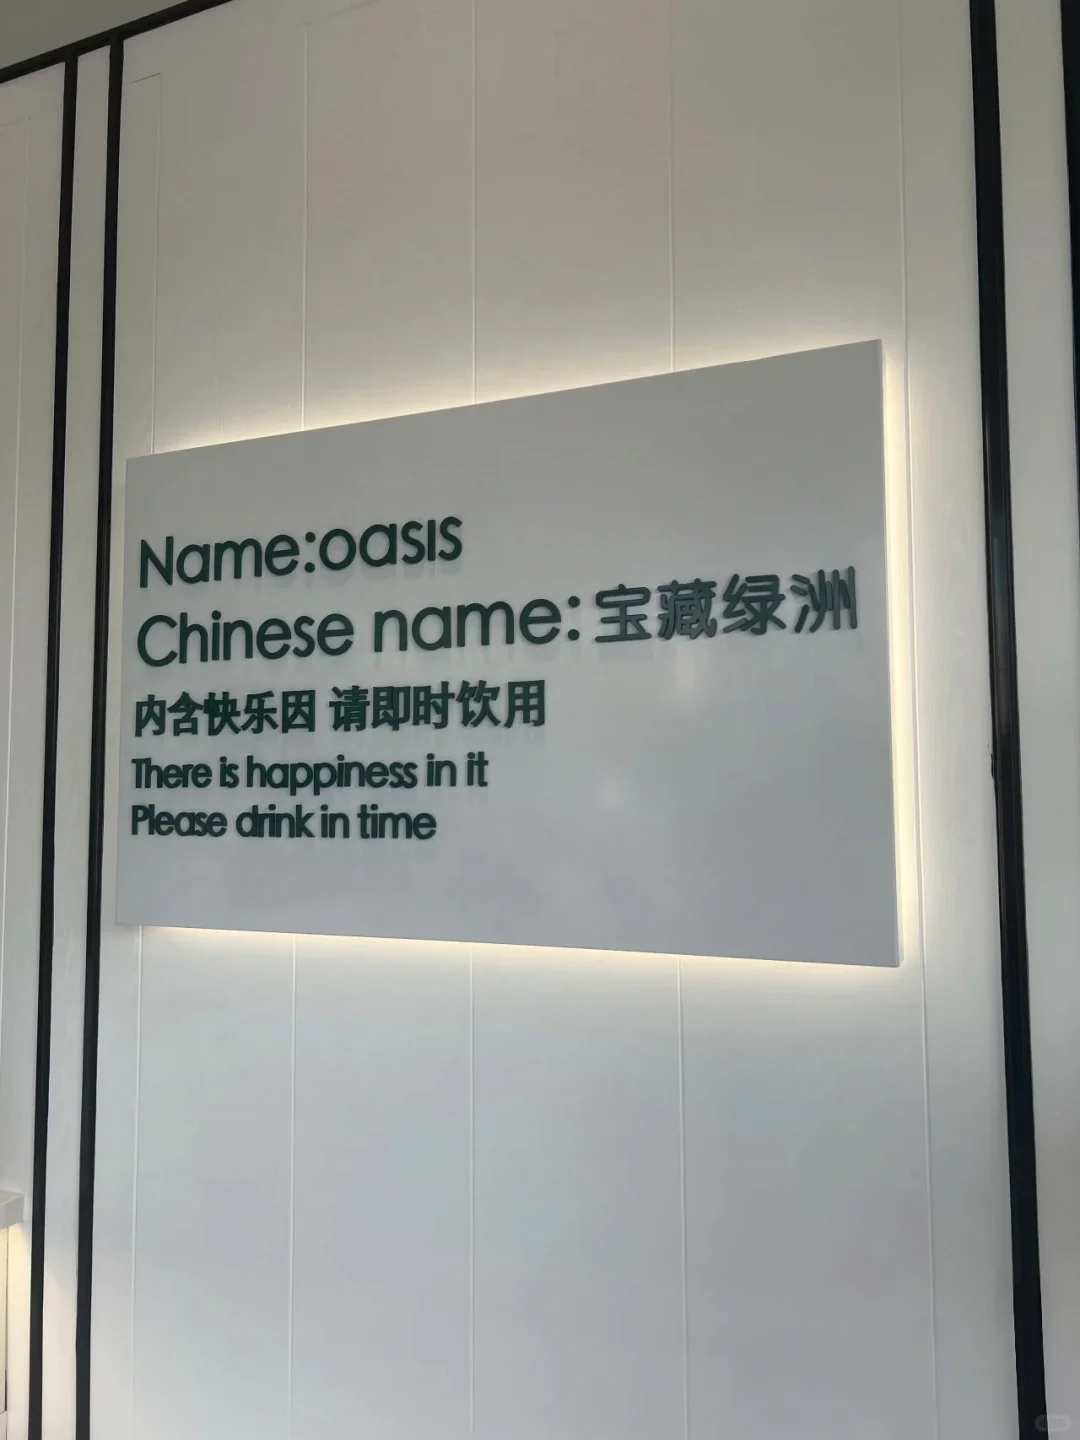 Name:oasis
Chinese name:宝藏绿洲
内含快乐因 请即时饮用
There is happiness in it
Please drink in time